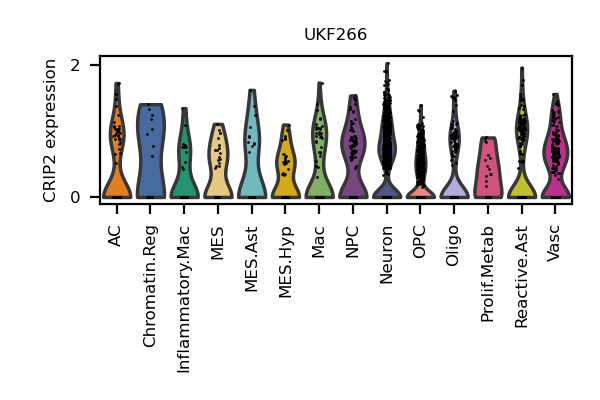 UKF266
CRIP2 expression
2
0
AC
Chromatin.Reg
Inflammatory.Mac
MES
MES.Ast
MES.Hyp
Mac
NPC
Neuron
OPC
Oligo
Prolif.Metab
Reactive.Ast
Vasc